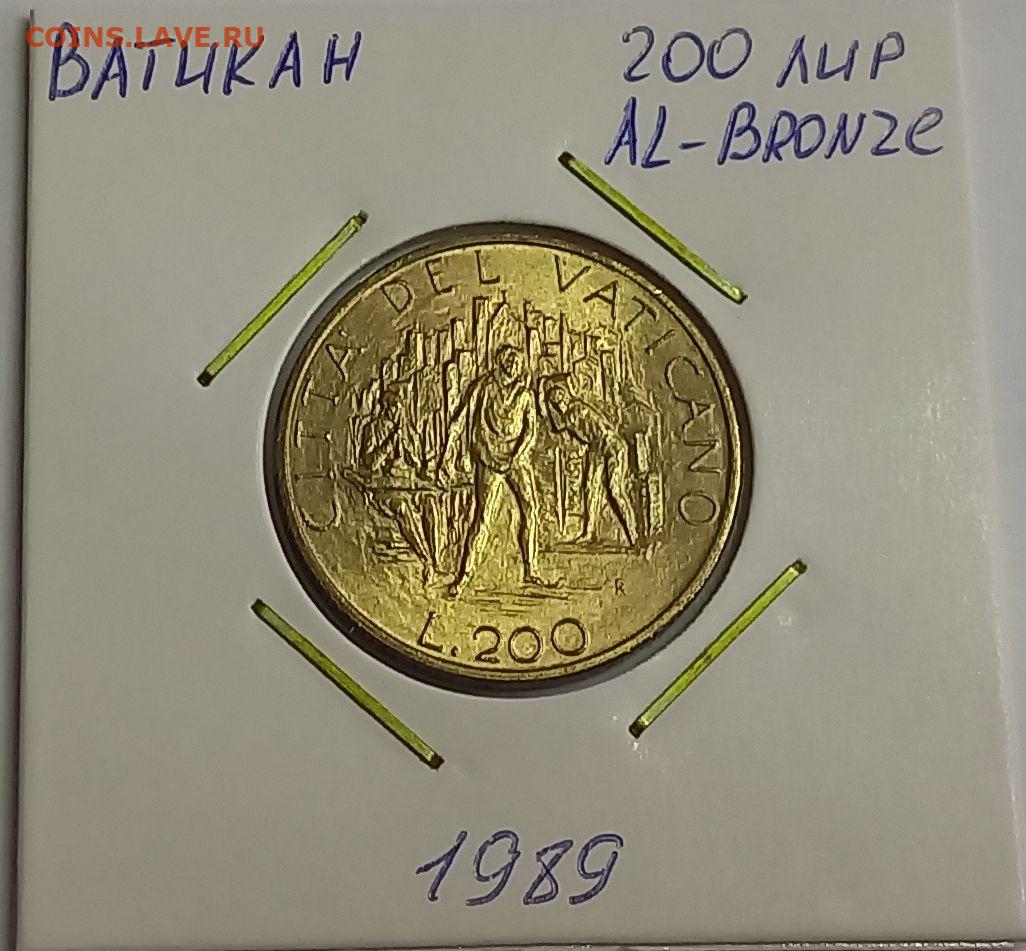 COINS.LAVE.RU
ВАТИКАН
200 ЛИР
AL-BRONZE
CITTA' DEL VATICANO
R
L.200
1989